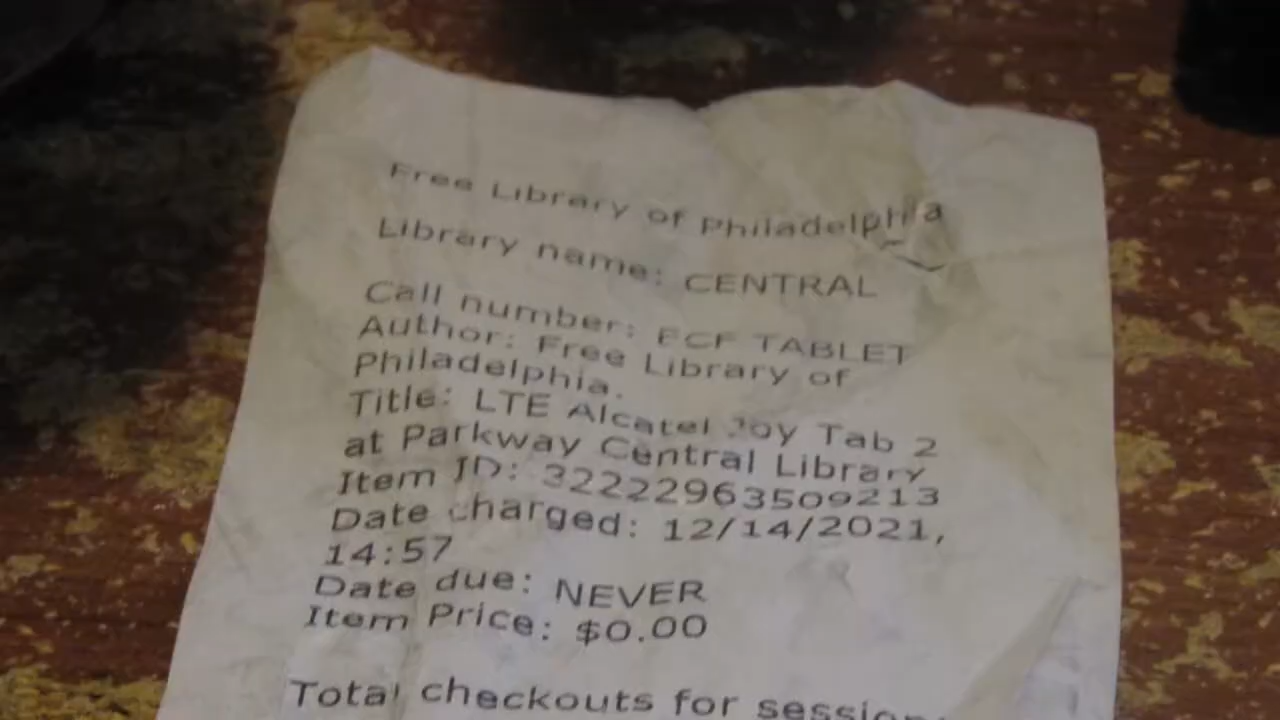 Free Library of Philadelphia
Library name: CENTRAL
Call number: ECF TABLET
Author: Free Library of
Philadelphia.
Title: LTE Alcatel Joy Tab 2
at Parkway Central Library
Item ID: 32222963509213
Date charged: 12/14/2021,
14:57
Date due: NEVER
Item Price: $0.00
Total checkouts for session: